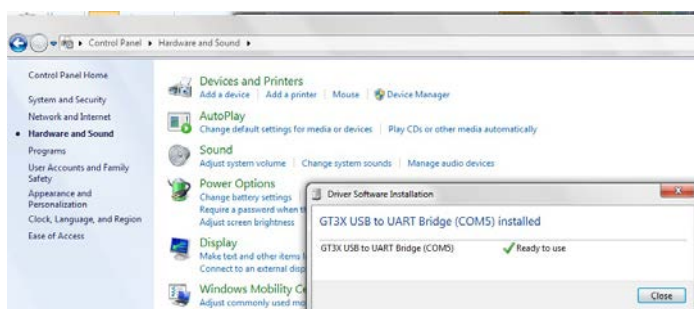 Control Panel ▸ Hardware and Sound ▸
Control Panel Home
System and Security
Network and Internet
Hardware and Sound
Programs
User Accounts and Family
Safety
Appearance and
Personalization
Clock, Language, and Region
Ease of Access
Devices and Printers
Add a device | Add a printer | Mouse | Device Manager
AutoPlay
Change default settings for media or devices | Play CDs or other media automatically
Sound
Adjust system volume | Change system sounds | Manage audio devices
Power Options
Change battery settings
Require a password when
Adjust screen brightness
Display
Make text and other items
Connect to an external disp
Windows Mobility Ce
Adjust commonly used mo
Driver Software Installation
GT3X USB to UART Bridge (COM5) installed
GT3X USB to UART Bridge (COM5) Ready to use
Close